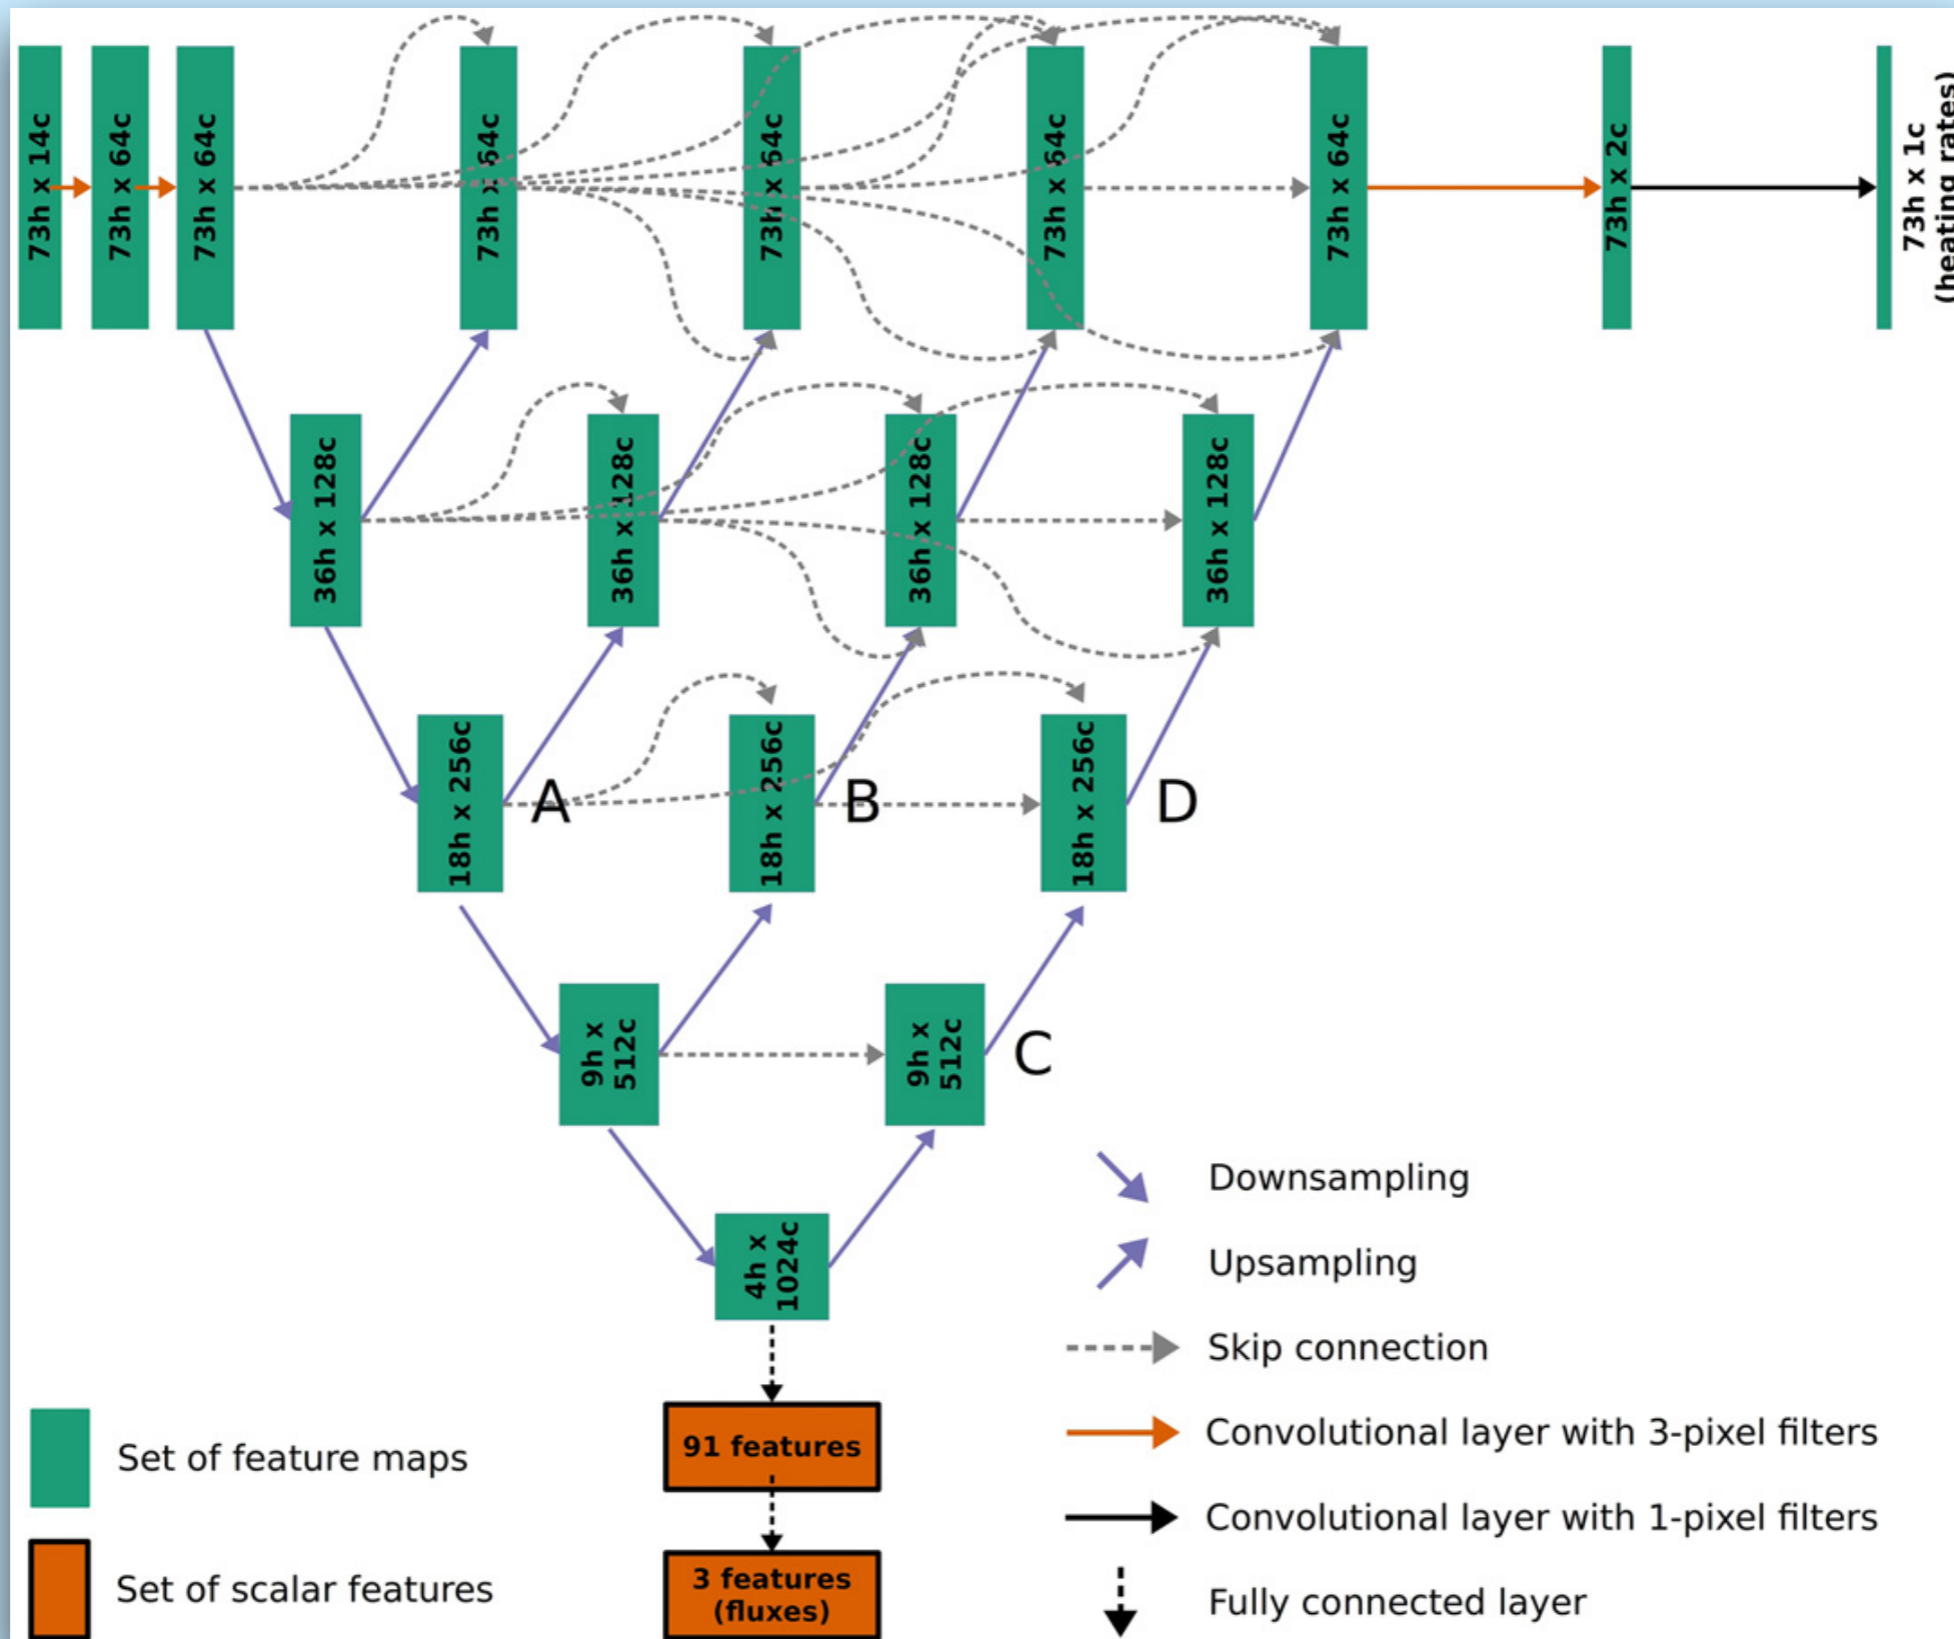 73h x 14c
73h x 64c
73h x 64c
73h x 64c
73h x 64c
73h x 64c
73h x 64c
73h x 2c
73h x 1c
(heating rates)
36h x 128c
36h x 128c
36h x 128c
36h x 128c
18h x 256c
A
18h x 256c
B
18h x 256c
D
9h x
512c
9h x
512c
C
4h x
1024c
91 features
3 features
(fluxes)
Set of feature maps
Set of scalar features
Downsampling
Upsampling
Skip connection
Convolutional layer with 3-pixel filters
Convolutional layer with 1-pixel filters
Fully connected layer